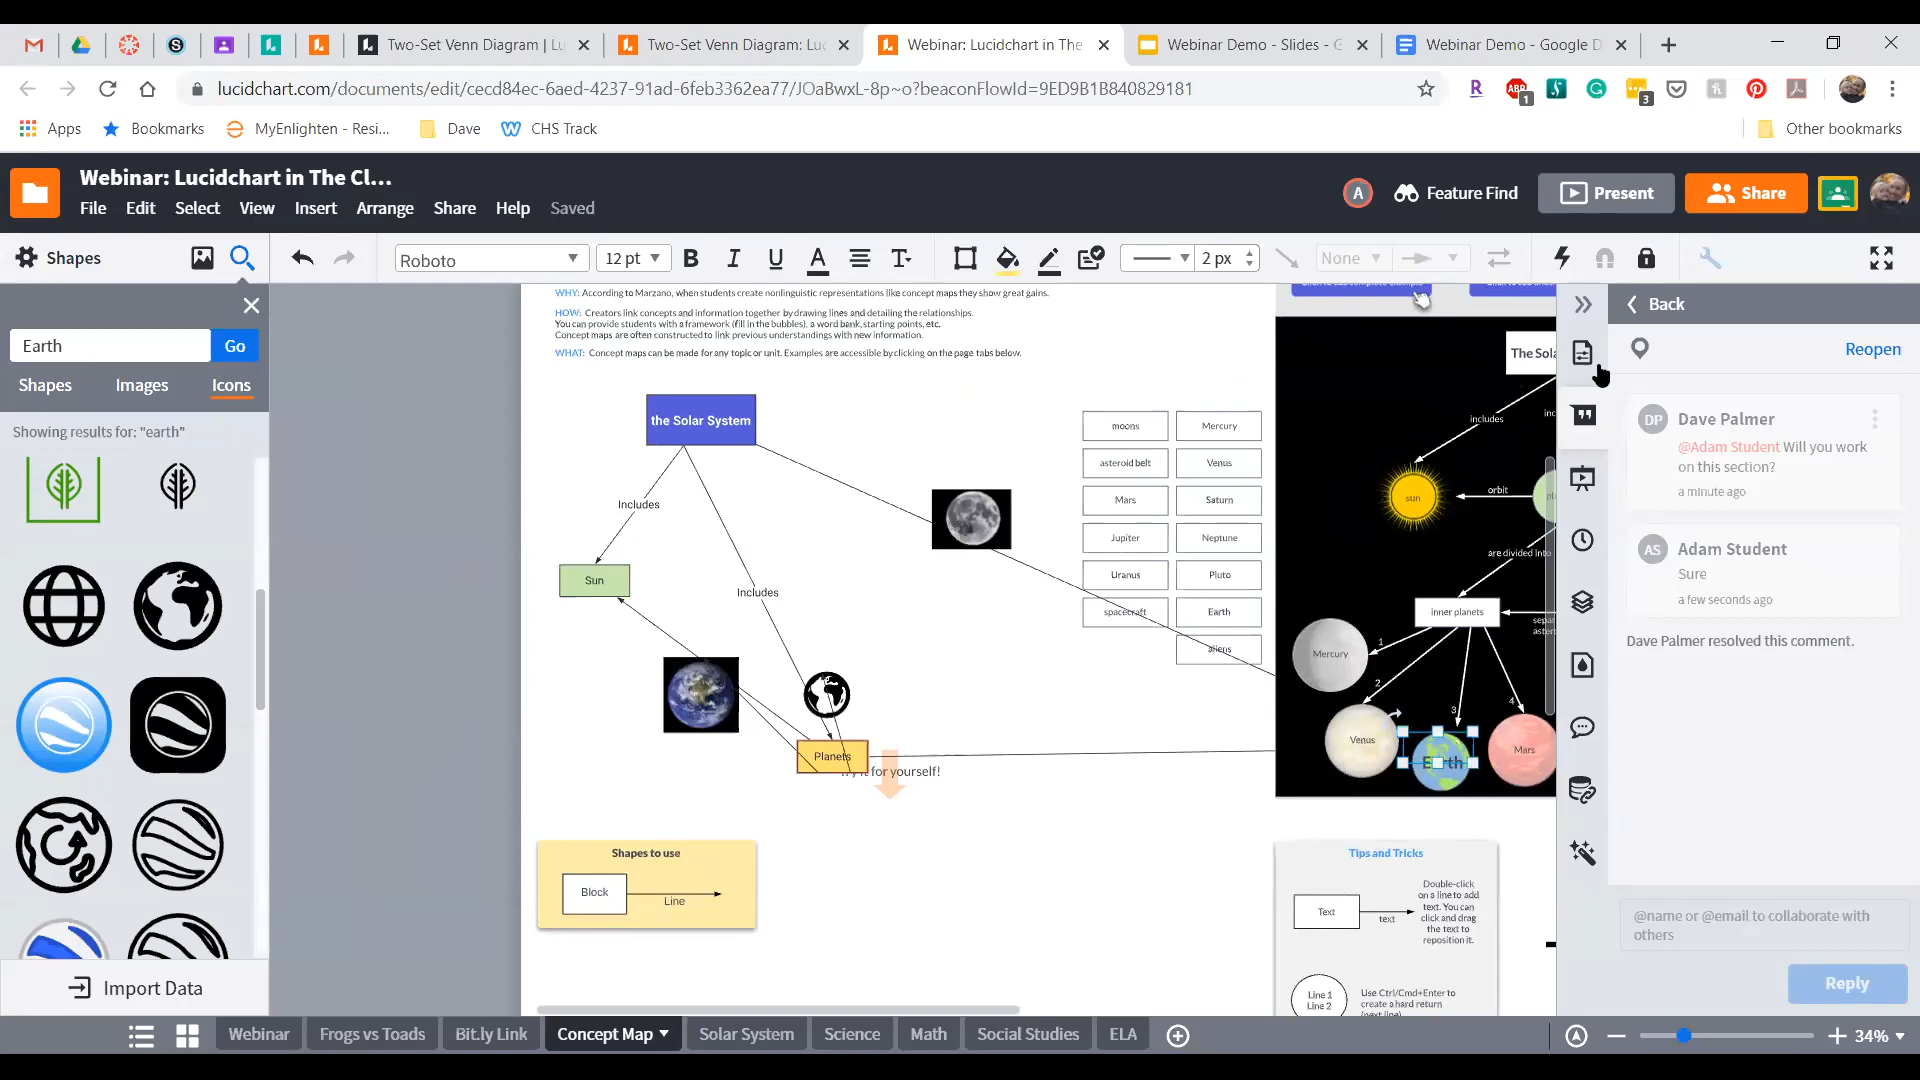 Two-Set Venn Diagram | Lu
Two-Set Venn Diagram: Luc
Webinar: Lucidchart in The
Webinar Demo - Slides - G
Webinar Demo - Google D
lucidchart.com/documents/edit/cecd84ec-6aed-4237-91ad-6feb3362ea77/JOaBwxL-8p~o?beaconFlowId=9ED9B1B840829181
ABP
1
3
Apps
Bookmarks
MyEnlighten - Resi...
Dave
CHS Track
Other bookmarks
Webinar: Lucidchart in The Cl...
File Edit Select View Insert Arrange Share Help Saved
A
Feature Find
Present
Share
Shapes
Roboto
12 pt
2 px
None
Earth
Go
Shapes Images Icons
Showing results for: "earth"
Import Data
WHY: According to Marzano, when students create nonlinguistic representations like concept maps they show great gains.
HOW: Creators link concepts and information together by drawing lines and detailing the relationships.
You can provide students with a framework (fill in the bubbles), a word bank, starting points, etc.
Concept maps are often constructed to link previous understandings with new information.
WHAT: Concept maps can be made for any topic or unit. Examples are accessible by clicking on the page tabs below.
the Solar System
Includes
Sun
Includes
Planets
Try it for yourself!
moons
Mercury
asteroid belt
Venus
Mars
Saturn
Jupiter
Neptune
Uranus
Pluto
spacecraft
Earth
aliens
The Sola
includes
inc
sun
orbit
pl
are divided into
inner planets
sepa
astero
Mercury
1
2
3
4
Venus
Earth
Mars
Shapes to use
Block
Line
Tips and Tricks
Text
text
Double-click
on a line to add
text. You can
click and drag
the text to
reposition it.
Line 1
Line 2
Use Ctrl/Cmd+Enter to
create a hard return
(next line)
Back
Reopen
DP
Dave Palmer
@Adam Student Will you work
on this section?
a minute ago
AS
Adam Student
Sure
a few seconds ago
Dave Palmer resolved this comment.
@name or @email to collaborate with
others
Reply
Webinar
Frogs vs Toads
Bit.ly Link
Concept Map
Solar System
Science
Math
Social Studies
ELA
34%